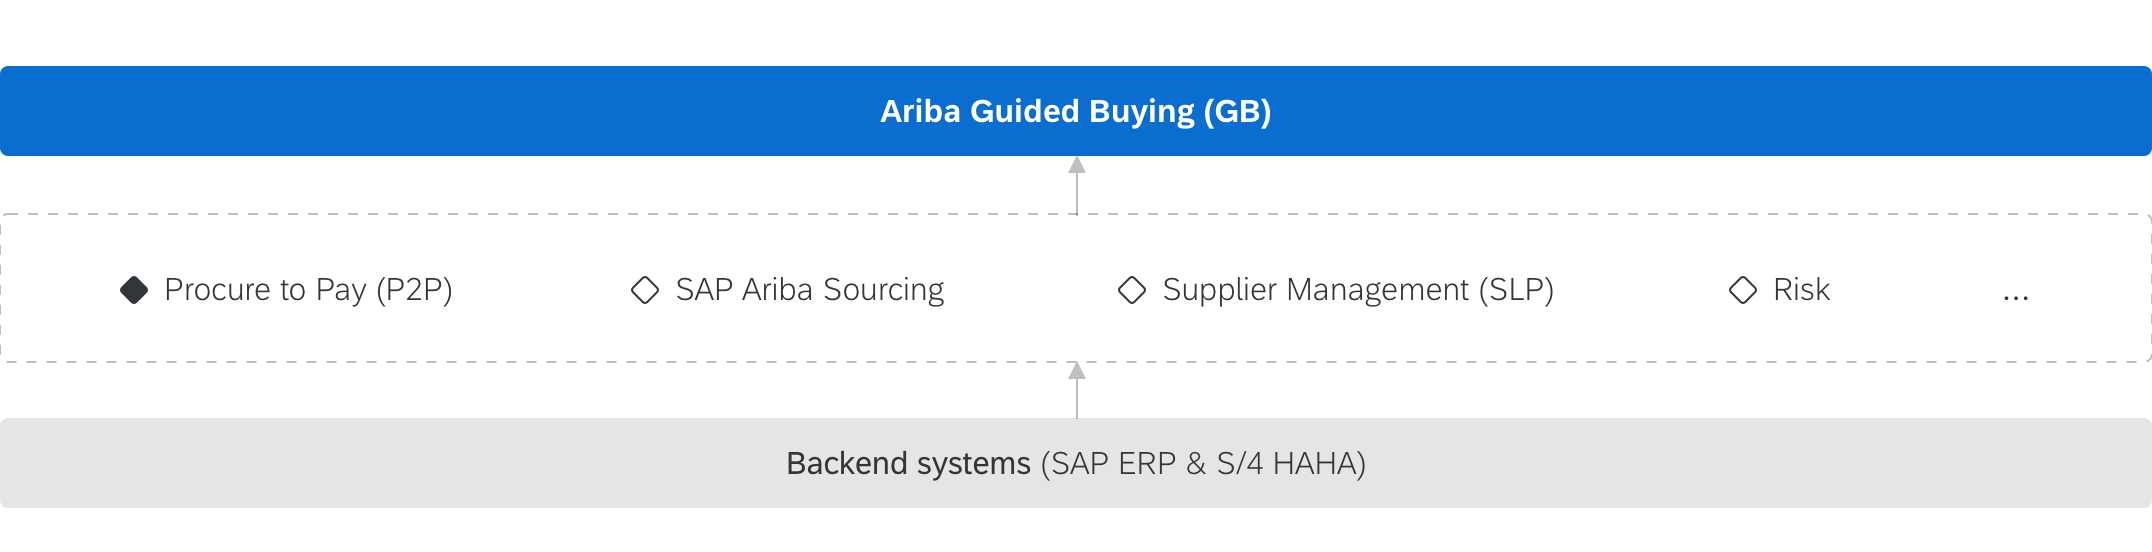 Ariba Guided Buying (GB)
Procure to Pay (P2P) SAP Ariba Sourcing Supplier Management (SLP) Risk ...
Backend systems (SAP ERP & S/4 HAHA)